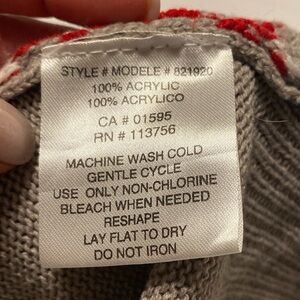 STYLE # MODELE # 821920
100% ACRYLIC
100% ACRYLICO
CA # 01595
RN # 113756
MACHINE WASH COLD
GENTLE CYCLE
USE ONLY NON-CHLORINE
BLEACH WHEN NEEDED
RESHAPE
LAY FLAT TO DRY
DO NOT IRON